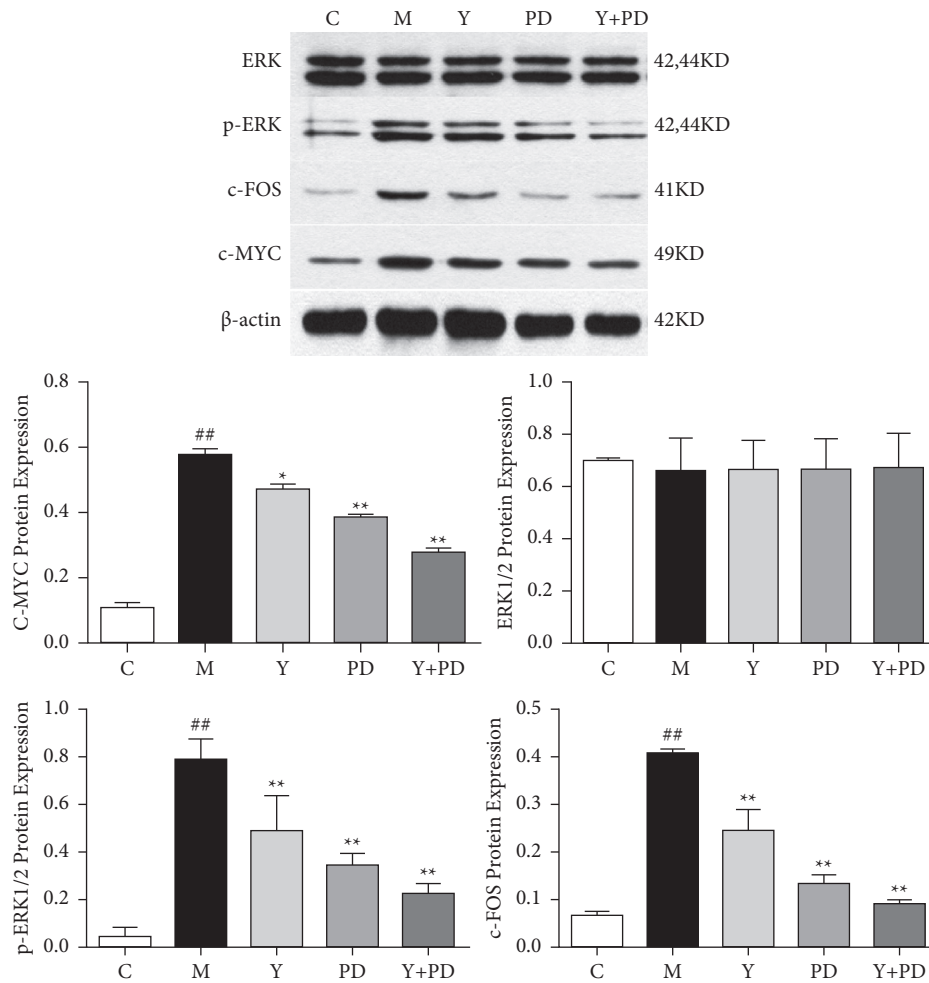 C M Y PD Y+PD
ERK 42,44KD
p-ERK 42,44KD
c-FOS 41KD
c-MYC 49KD
β-actin 42KD
C-MYC Protein Expression
0.8
0.6
0.4
0.2
0.0
##
*
**
**
C M Y PD Y+PD
ERK1/2 Protein Expression
1.0
0.8
0.6
0.4
0.2
0.0
C M Y PD Y+PD
p-ERK1/2 Protein Expression
1.0
0.8
0.6
0.4
0.2
0.0
##
**
**
**
C M Y PD Y+PD
c-FOS Protein Expression
0.5
0.4
0.3
0.2
0.1
0.0
##
**
**
**
C M Y PD Y+PD